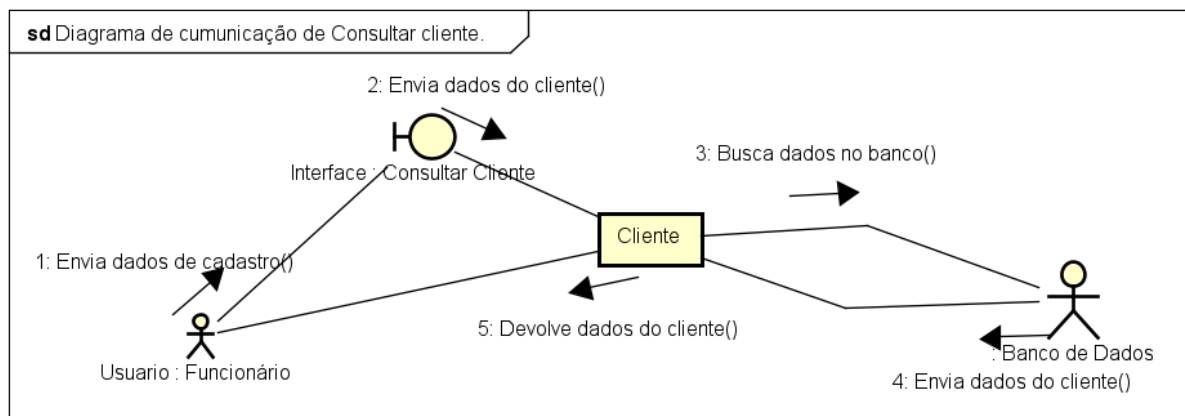 sd Diagrama de cumunicação de Consultar cliente.
2: Envia dados do cliente()
3: Busca dados no banco()
Interface : Consultar Cliente
Cliente
1: Envia dados de cadastro()
5: Devolve dados do cliente()
: Banco de Dados
Usuario : Funcionário
4: Envia dados do cliente()